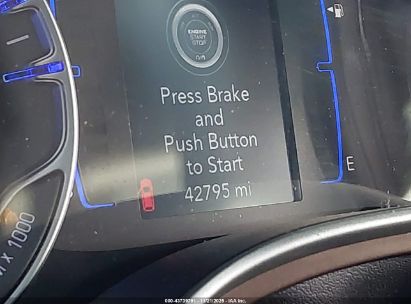 ENGINE
START
STOP
Press Brake
and
Push Button
to Start
42795 mi
E
x 1000